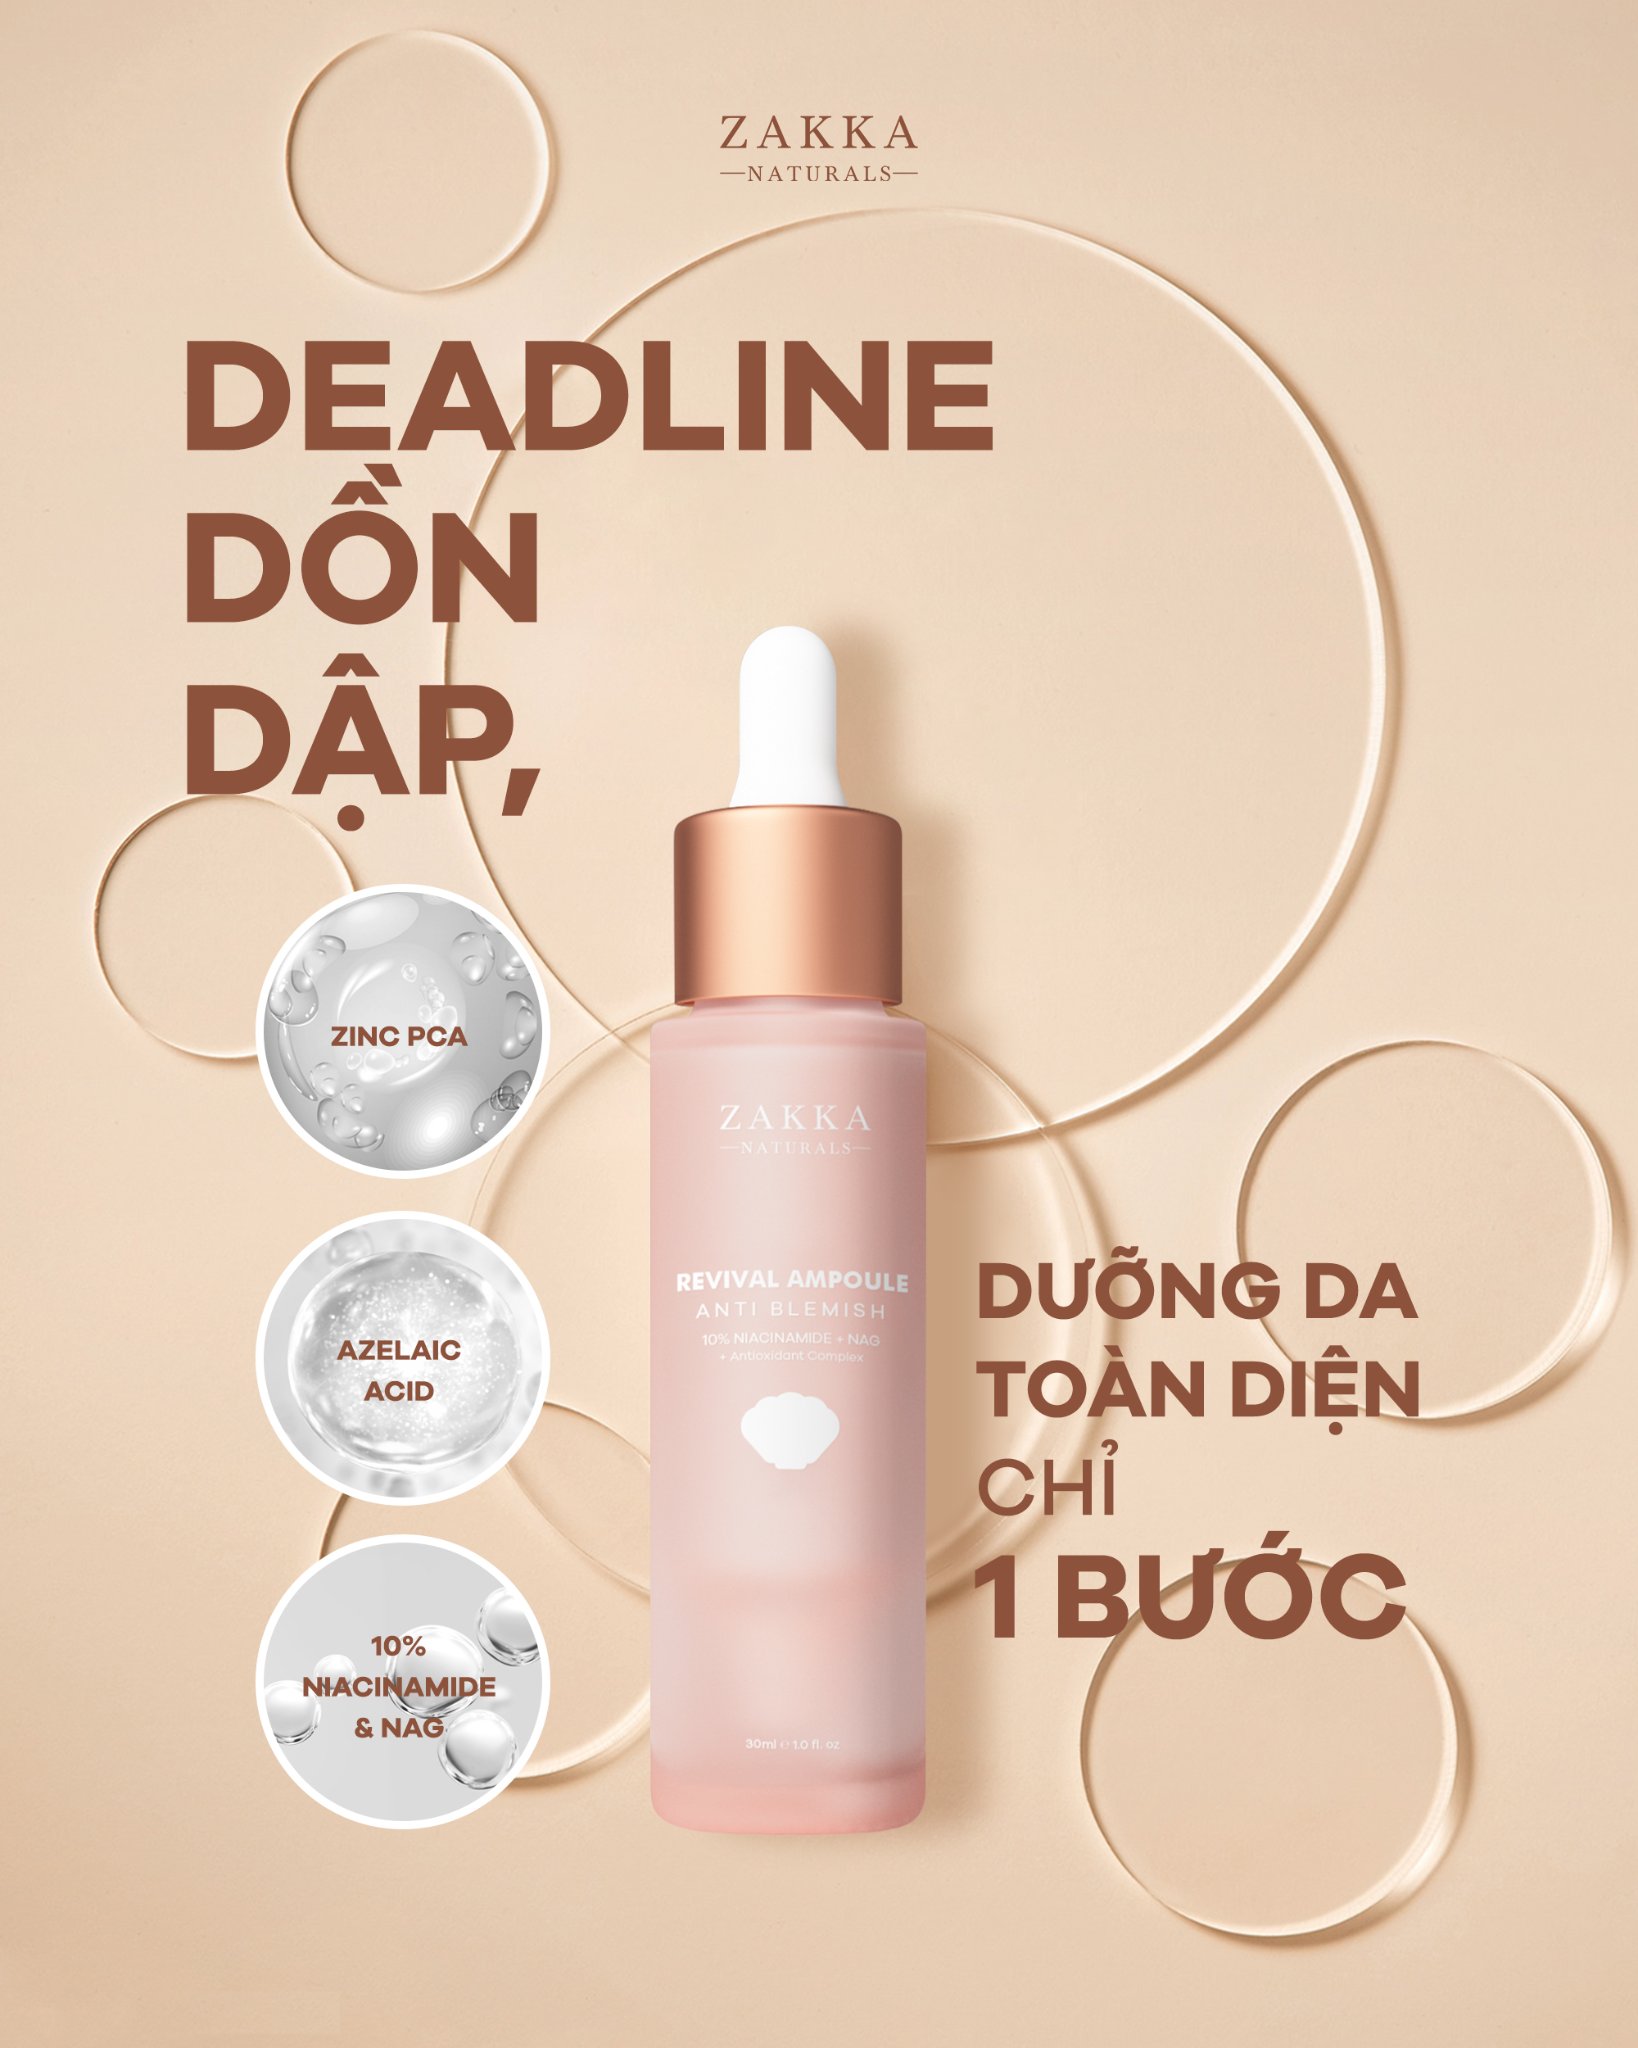 ZAKKA
NATURALS
DEADLINE
DỒN
DẬP,
ZINC PCA
AZELAIC
ACID
10%
NIACINAMIDE
& NAG
ZAKKA
NATURALS
REVIVAL AMPOULE
ANTI BLEMISH
10% NIACINAMIDE + NAG
+ Antioxidant Complex
30ml ℮ 1.0 fl. oz
DƯỠNG DA
TOÀN DIỆN
CHỈ
1 BƯỚC